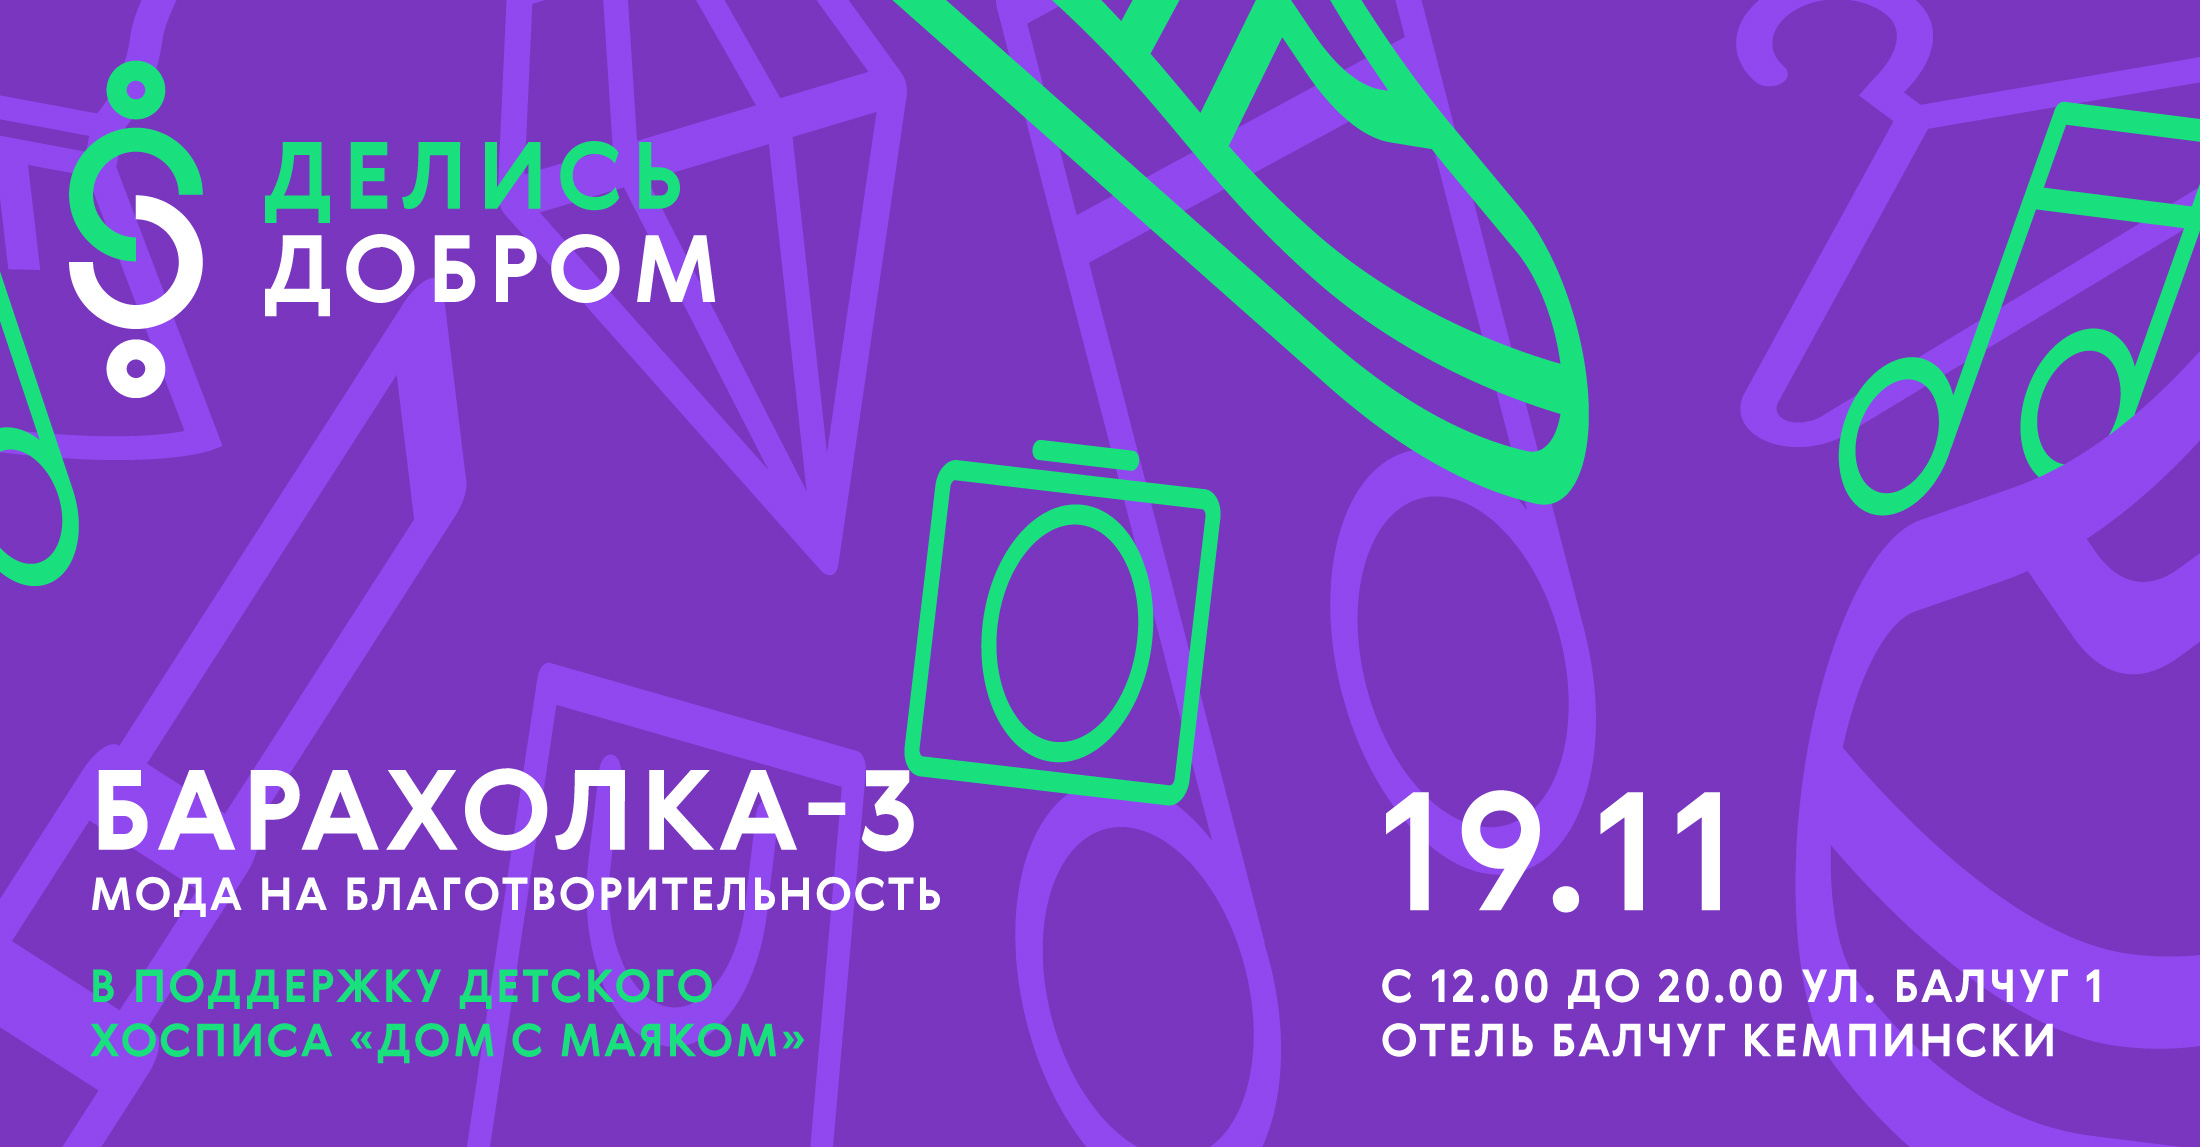 ДЕЛИСЬ
ДОБРОМ
БАРАХОЛКА-3
МОДА НА БЛАГОТВОРИТЕЛЬНОСТЬ
В ПОДДЕРЖКУ ДЕТСКОГО
ХОСПИСА «ДОМ С МАЯКОМ»
19.11
С 12.00 ДО 20.00 УЛ. БАЛЧУГ 1
ОТЕЛЬ БАЛЧУГ КЕМПИНСКИ